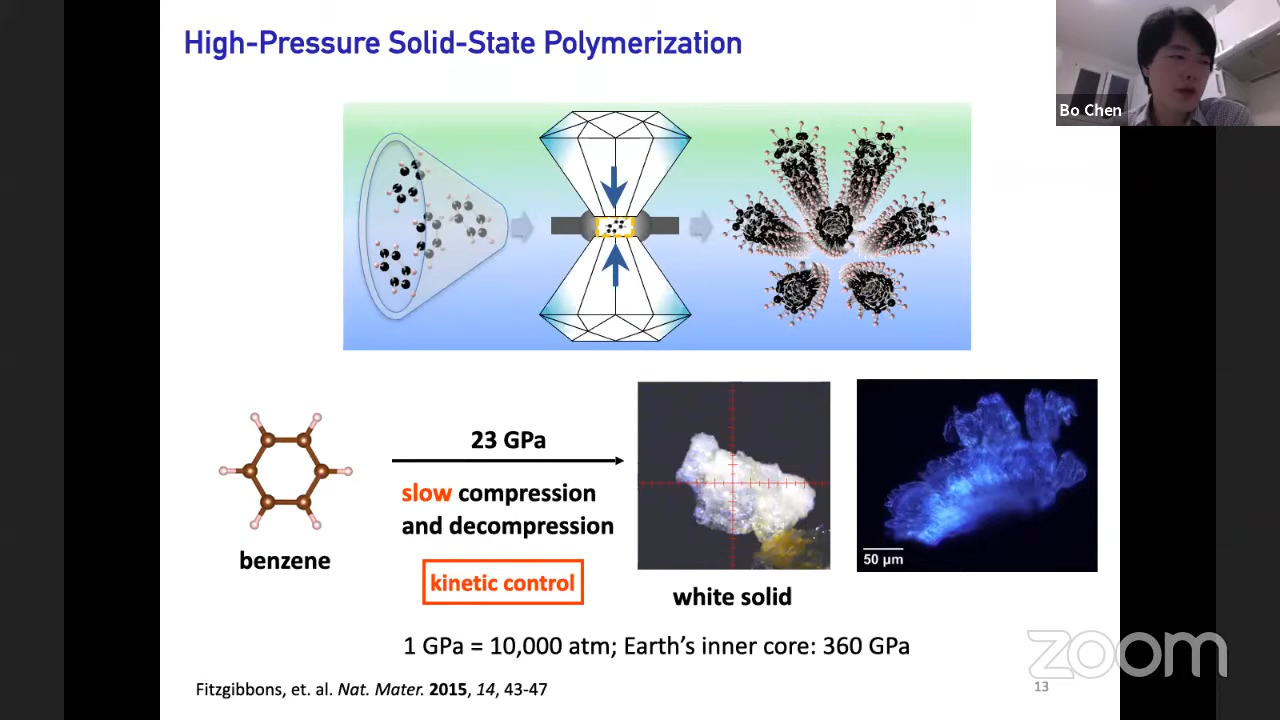 High-Pressure Solid-State Polymerization
Bo Chen
23 GPa
slow compression
and decompression
kinetic control
benzene
50 μm
white solid
1 GPa = 10,000 atm; Earth's inner core: 360 GPa
Fitzgibbons, et. al. Nat. Mater. 2015, 14, 43-47
zoom
13